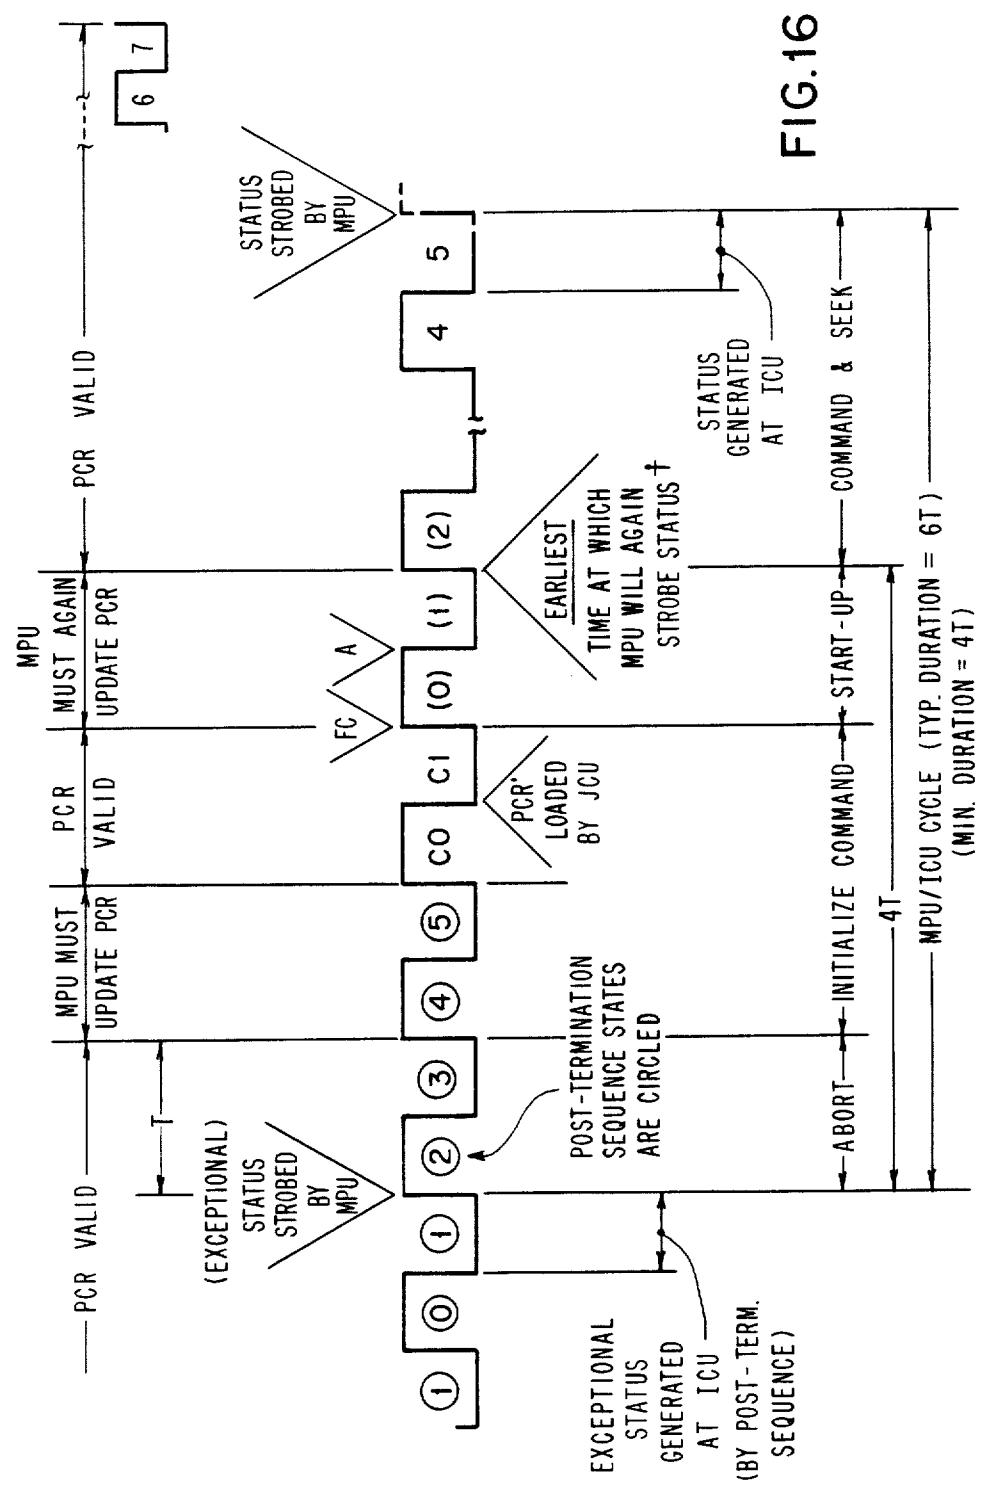 PCR VALID
MPU MUST
UPDATE PCR
PCR
VALID
MPU
MUST AGAIN
UPDATE PCR
PCR VALID
6
7
T
(EXCEPTIONAL)
STATUS
STROBED
BY
MPU
FC
A
STATUS
STROBED
BY
MPU
1
0
1
2
3
4
5
C0
C1
(0)
(1)
(2)
4
5
POST-TERMINATION
SEQUENCE STATES
ARE CIRCLED
PCR'
LOADED
BY JCU
EARLIEST
TIME AT WHICH
MPU WILL AGAIN
STROBE STATUS†
EXCEPTIONAL
STATUS
GENERATED
AT ICU
(BY POST-TERM.
SEQUENCE)
STATUS
GENERATED
AT ICU
ABORT
INITIALIZE COMMAND
START-UP
COMMAND & SEEK
4T
MPU/ICU CYCLE (TYP. DURATION = 6T)
(MIN. DURATION = 4T)
FIG.16